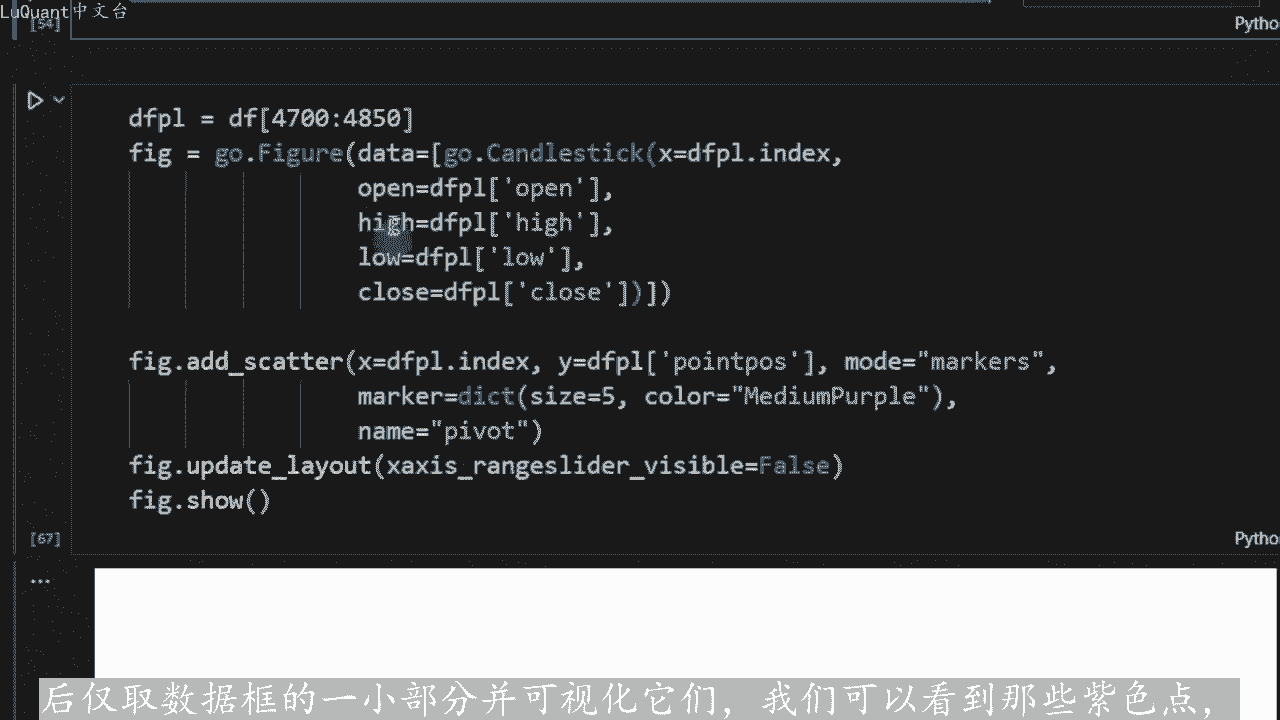 LuQuant中文台
[54]
Pytho
dfpl = df[4700:4850]
fig = go.Figure(data=[go.Candlestick(x=dfpl.index,
open=dfpl['open'],
high=dfpl['high'],
low=dfpl['low'],
close=dfpl['close'])])
fig.add_scatter(x=dfpl.index, y=dfpl['pointpos'], mode="markers",
marker=dict(size=5, color="MediumPurple"),
name="pivot")
fig.update_layout(xaxis_rangeslider_visible=False)
fig.show()
[67]
Pytho
...
后仅取数据框的一小部分并可视化它们，我们可以看到那些紫色点，